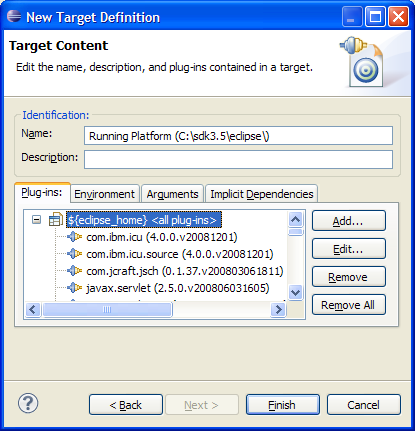 New Target Definition
Target Content
Edit the name, description, and plug-ins contained in a target.
Identification:
Name: Running Platform (C:\sdk3.5\eclipse\)
Description:
Plug-ins: Environment Arguments Implicit Dependencies
${eclipse_home} <all plug-ins>
com.ibm.icu (4.0.0.v20081201)
com.ibm.icu.source (4.0.0.v20081201)
com.jcraft.jsch (0.1.37.v200803061811)
javax.servlet (2.5.0.v200806031605)
Add...
Edit...
Remove
Remove All
< Back Next > Finish Cancel